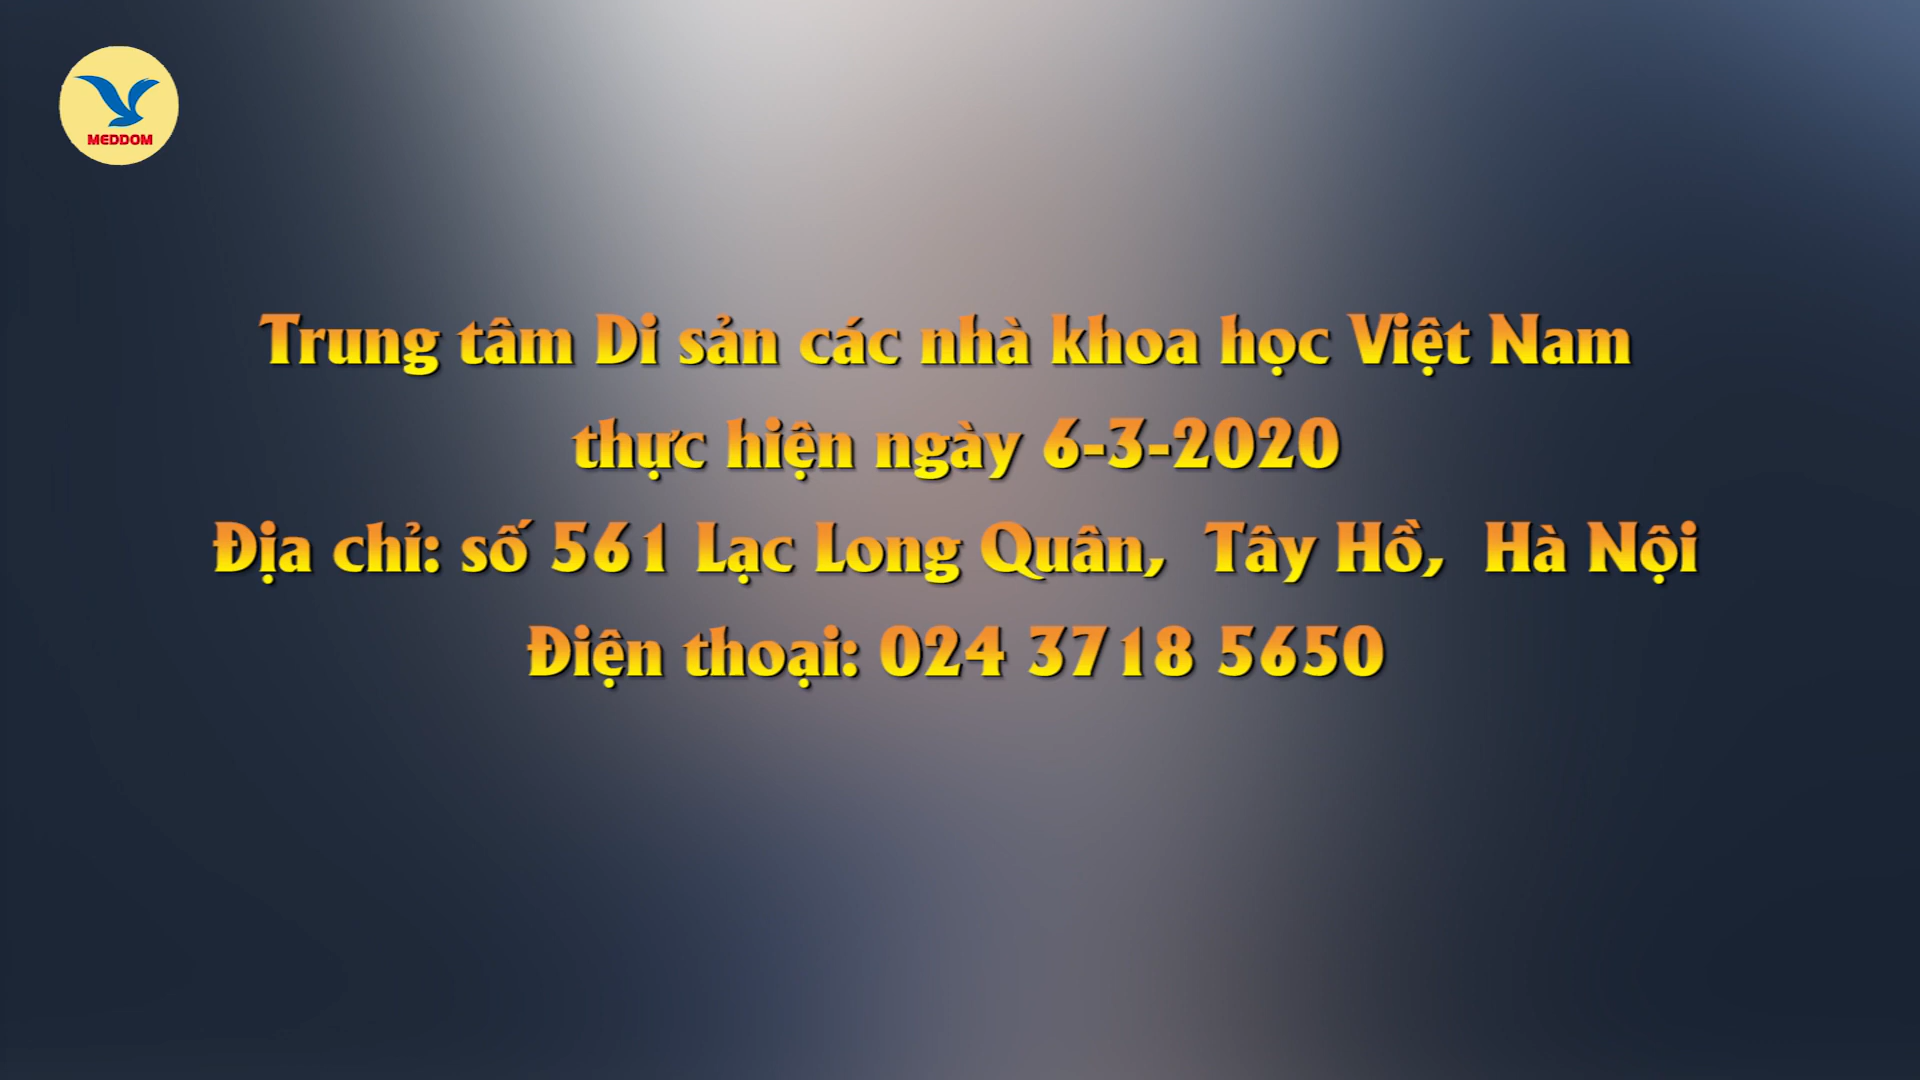 MEDDOM
Trung tâm Di sản các nhà khoa học Việt Nam
thực hiện ngày 6-3-2020
Địa chỉ: số 561 Lạc Long Quân, Tây Hồ, Hà Nội
Điện thoại: 024 3718 5650